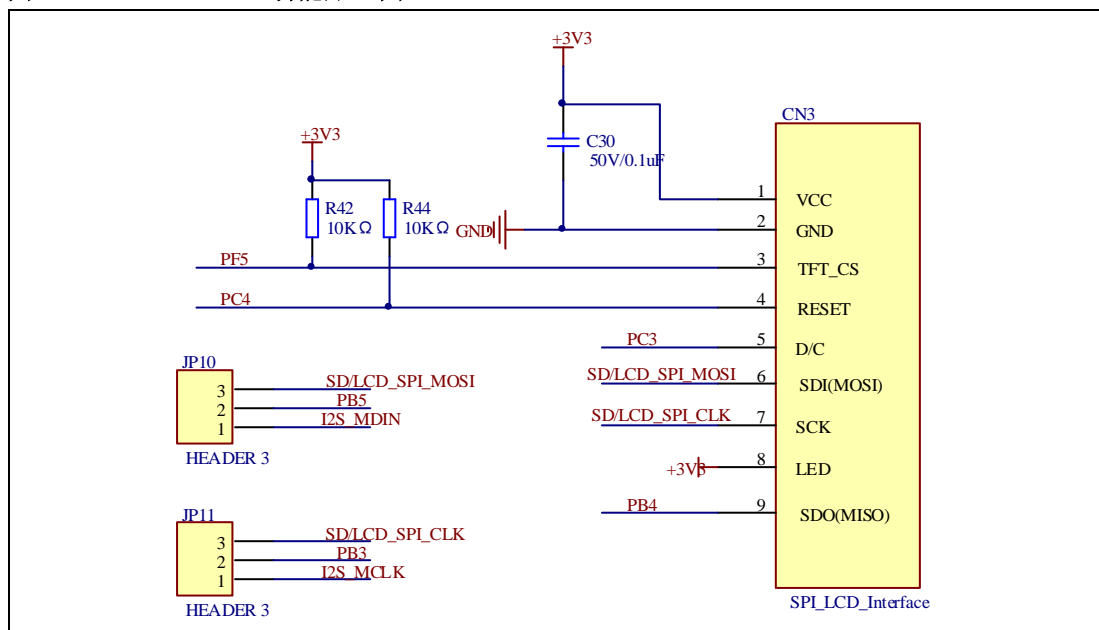 +3V3
CN3
C30
50V/0.1uF
+3V3
R42
10KΩ
R44
10KΩ
GND
1
VCC
2
GND
PF5
3
TFT_CS
PC4
4
RESET
PC3
5
D/C
JP10
SD/LCD_SPI_MOSI
6
SDI(MOSI)
3
SD/LCD_SPI_MOSI
2
PB5
1
I2S_MDIN
HEADER 3
SD/LCD_SPI_CLK
7
SCK
+3V3
8
LED
PB4
9
SDO(MISO)
JP11
3
SD/LCD_SPI_CLK
2
PB3
1
I2S_MCLK
HEADER 3
SPI_LCD_Interface